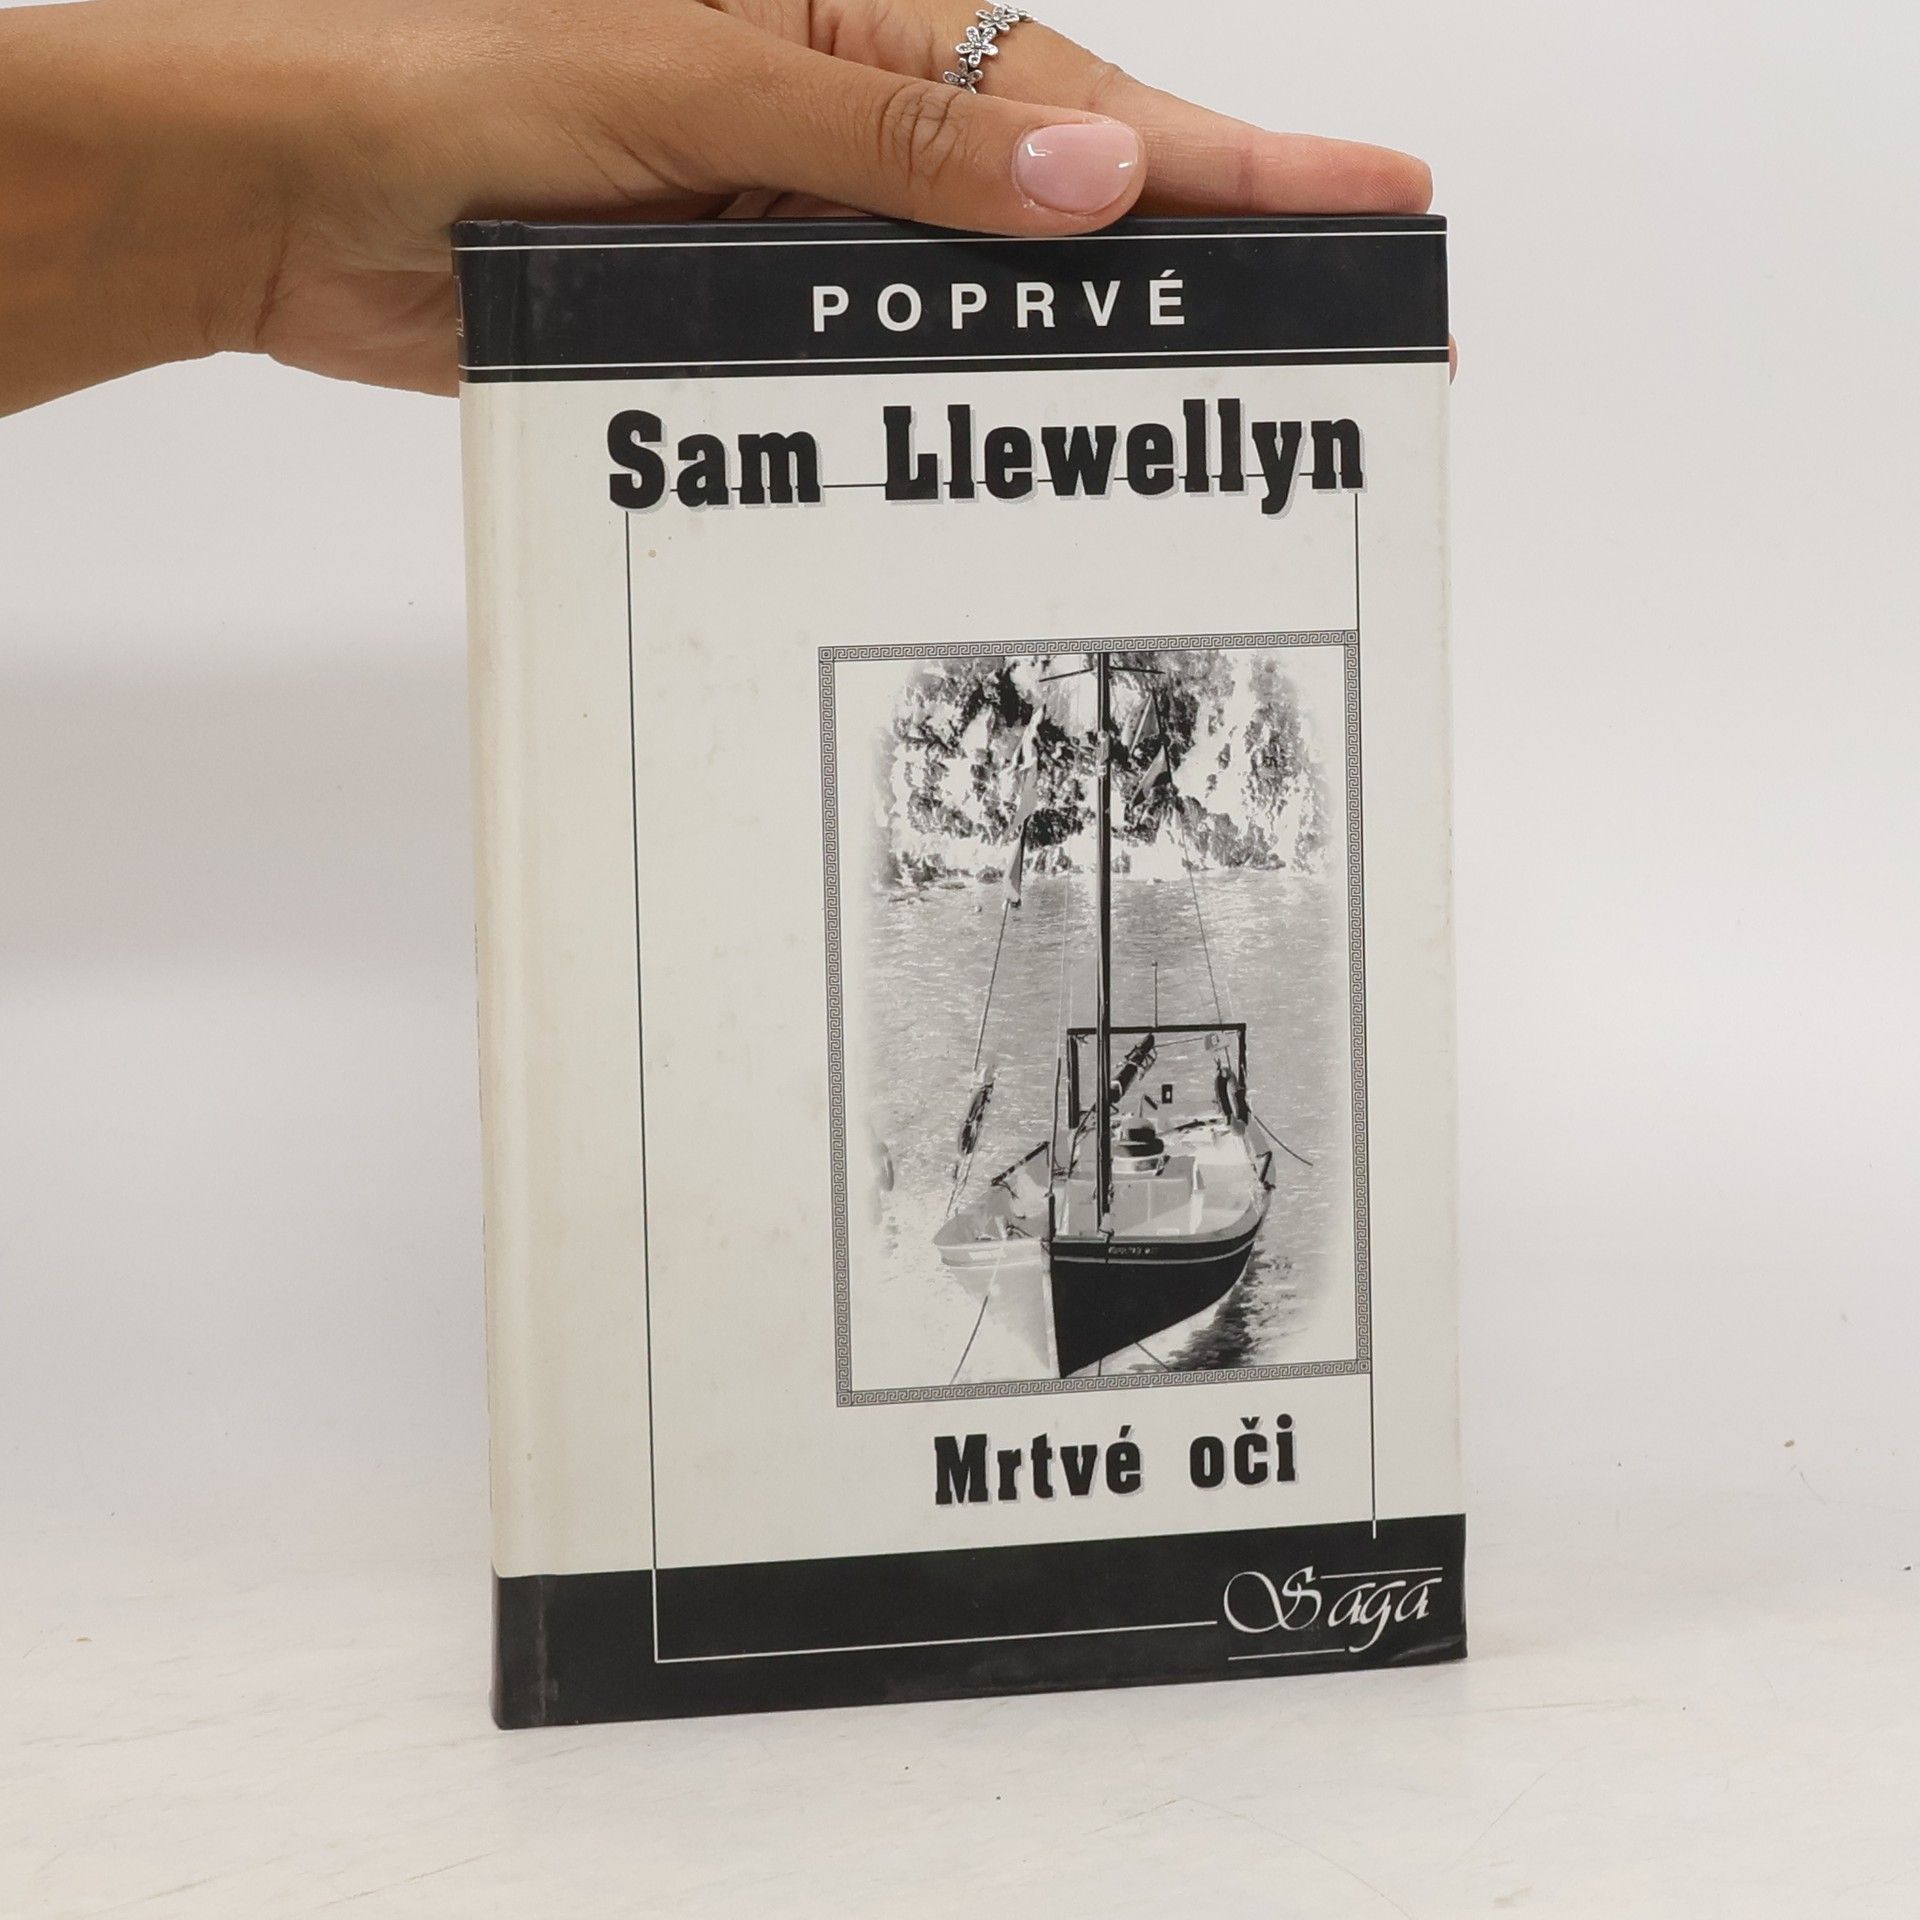 POPRVÉ
Sam Llewellyn
Mrtvé oči
Saga